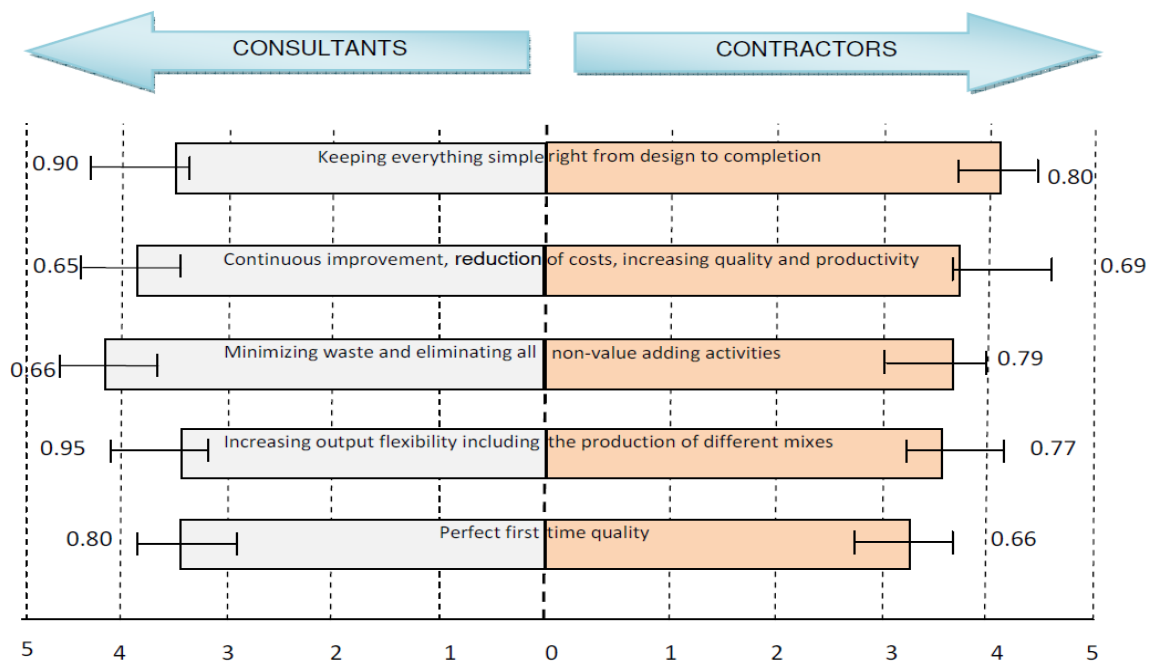 CONSULTANTS
CONTRACTORS
0.90
Keeping everything simple right from design to completion
0.80
0.65
Continuous improvement, reduction of costs, increasing quality and productivity
0.69
0.66
Minimizing waste and eliminating all non-value adding activities
0.79
0.95
Increasing output flexibility including the production of different mixes
0.77
0.80
Perfect first time quality
0.66
5 4 3 2 1 0 1 2 3 4 5